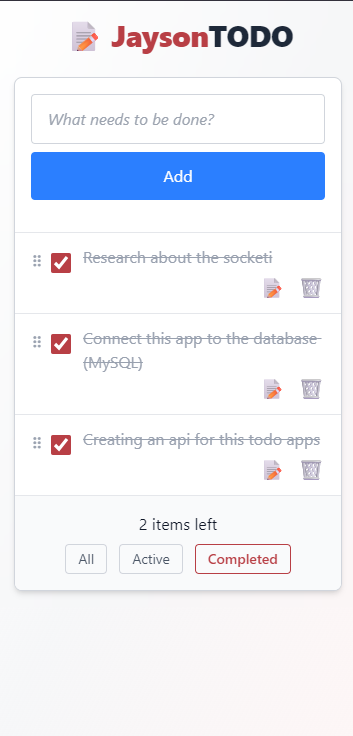 JaysonTODO
What needs to be done?
Add
Research about the socketi
Connect this app to the database
(MySQL)
Creating an api for this todo apps
2 items left
All
Active
Completed